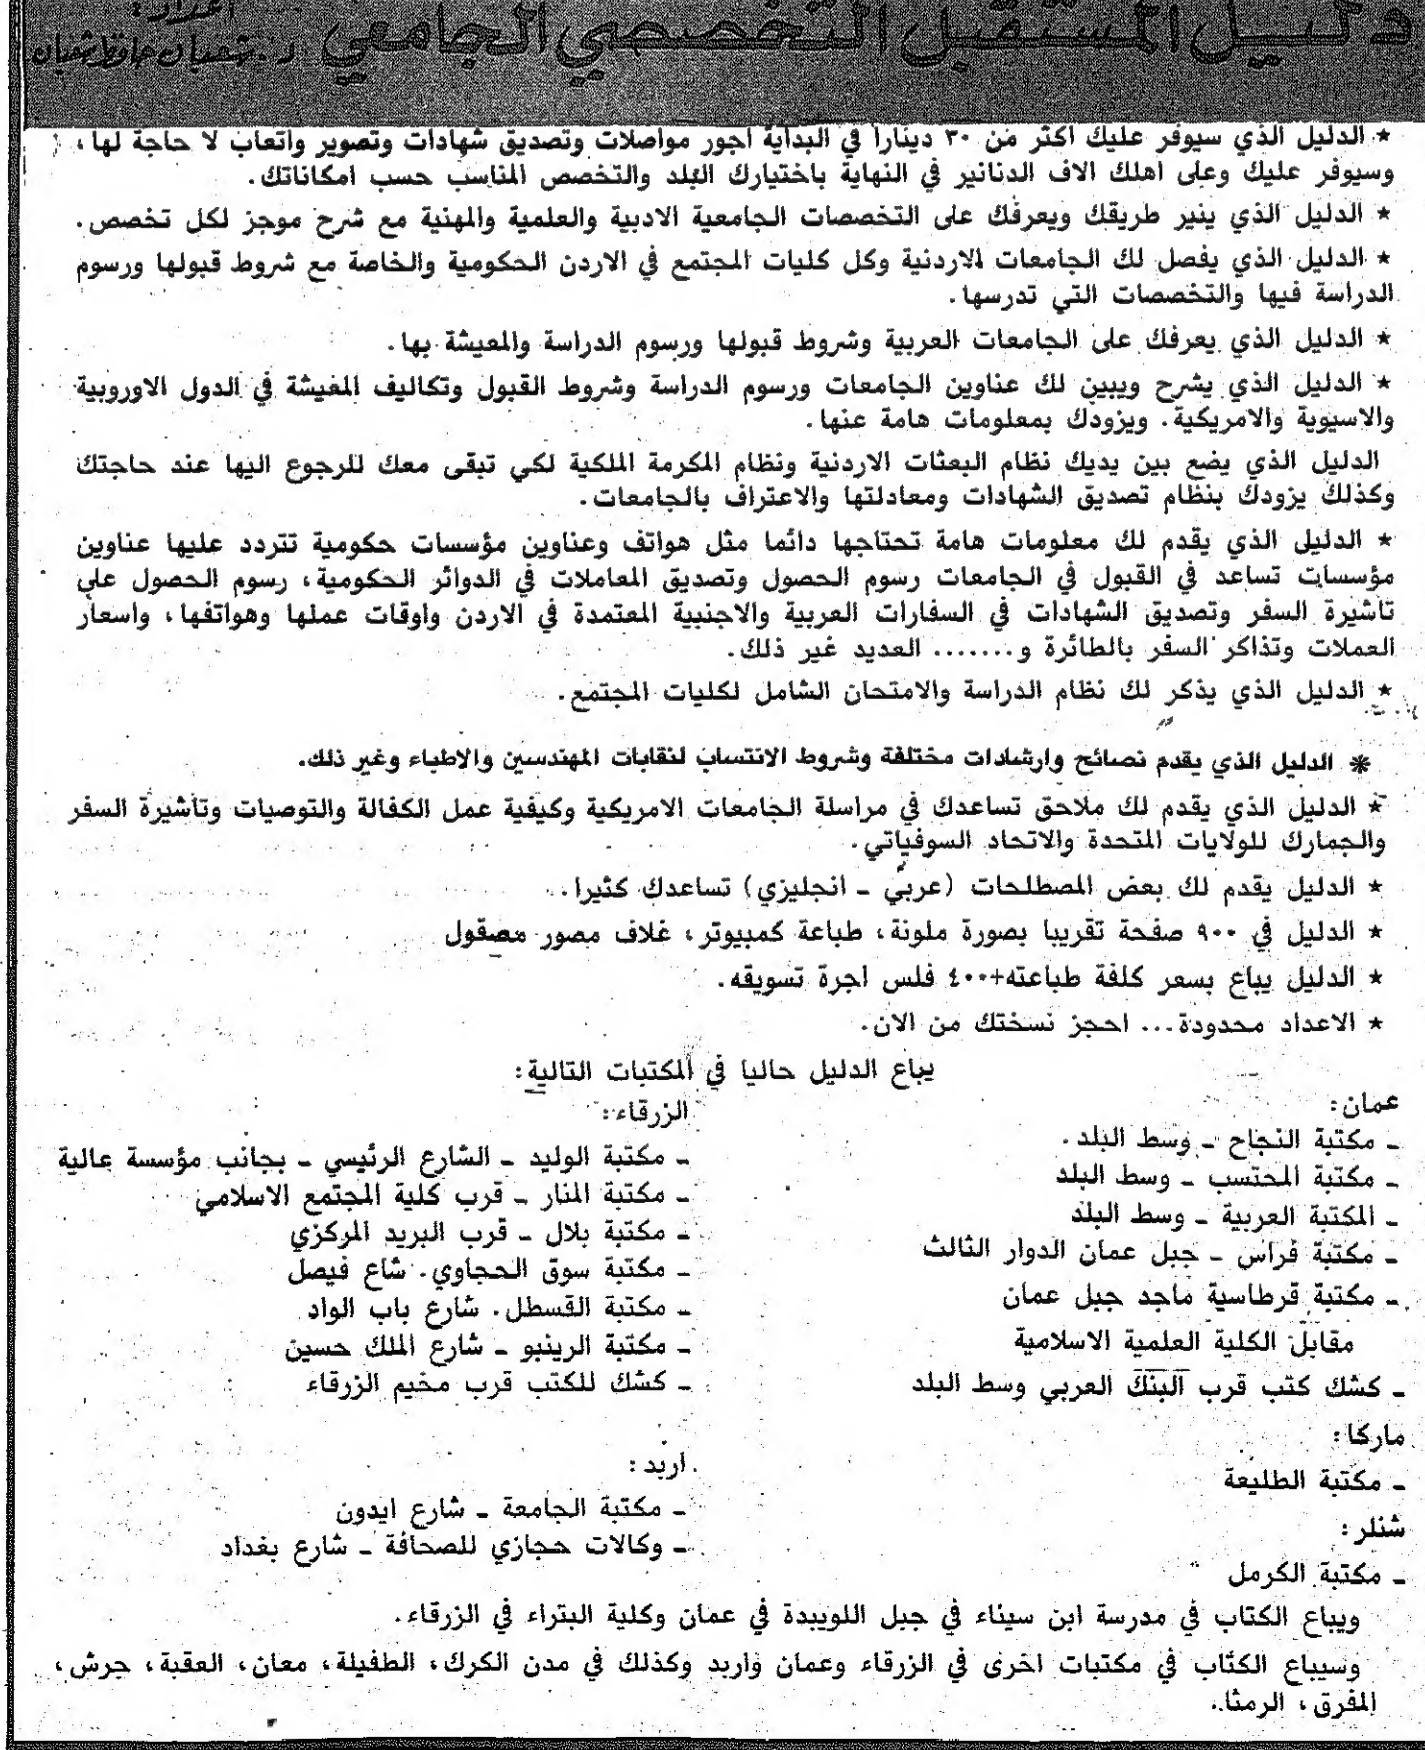 دليل المستقبل التخصصي الجامعي
اعداد:
د. شعبان حافظ شعبان
★ الدليل الذي سيوفر عليك اكثر من ٣٠ دينارا في البداية اجور مواصلات وتصديق شهادات وتصوير واتعاب لا حاجة لها،
وسيوفر عليك وعلى اهلك الاف الدنانير في النهاية باختيارك البلد والتخصص المناسب حسب امكاناتك.
★ الدليل الذي ينير طريقك ويعرفك على التخصصات الجامعية الادبية والعلمية والمهنية مع شرح موجز لكل تخصص.
★ الدليل الذي يفصل لك الجامعات الاردنية وكل كليات المجتمع في الاردن الحكومية والخاصة مع شروط قبولها ورسوم
الدراسة فيها والتخصصات التي تدرسها.
★ الدليل الذي يعرفك على الجامعات العربية وشروط قبولها ورسوم الدراسة والمعيشة بها.
★ الدليل الذي يشرح ويبين لك عناوين الجامعات ورسوم الدراسة وشروط القبول وتكاليف المعيشة في الدول الاوروبية
والاسيوية والامريكية. ويزودك بمعلومات هامة عنها.
الدليل الذي يضع بين يديك نظام البعثات الاردنية ونظام المكرمة الملكية لكي تبقى معك للرجوع اليها عند حاجتك
وكذلك يزودك بنظام تصديق الشهادات ومعادلتها والاعتراف بالجامعات.
★ الدليل الذي يقدم لك معلومات هامة تحتاجها دائما مثل هواتف وعناوين مؤسسات حكومية تتردد عليها عناوين
مؤسسات تساعد في القبول في الجامعات رسوم الحصول وتصديق المعاملات في الدوائر الحكومية، رسوم الحصول على
تاشيرة السفر وتصديق الشهادات في السفارات العربية والاجنبية المعتمدة في الاردن واوقات عملها وهواتفها، واسعار
العملات وتذاكر السفر بالطائرة و....... العديد غير ذلك.
★ الدليل الذي يذكر لك نظام الدراسة والامتحان الشامل لكليات المجتمع.
❋ الدليل الذي يقدم نصائح وارشادات مختلفة وشروط الانتساب لنقابات المهندسين والاطباء وغير ذلك.
★ الدليل الذي يقدم لك ملاحق تساعدك في مراسلة الجامعات الامريكية وكيفية عمل الكفالة والتوصيات وتاشيرة السفر
والجمارك للولايات المتحدة والاتحاد السوفياتي.
★ الدليل يقدم لك بعض المصطلحات (عربي - انجليزي) تساعدك كثيرا.
★ الدليل في ٩٠٠ صفحة تقريبا بصورة ملونة، طباعة كمبيوتر، غلاف مصور مصقول
★ الدليل يباع بسعر كلفة طباعته+٤٠٠ فلس اجرة تسويقه.
★ الاعداد محدودة... احجز نسختك من الان.
يباع الدليل حاليا في المكتبات التالية:
عمان:
- مكتبة النجاح - وسط البلد.
- مكتبة المحتسب - وسط البلد
- المكتبة العربية - وسط البلد
- مكتبة فراس - جبل عمان الدوار الثالث
- مكتبة قرطاسية ماجد جبل عمان
مقابل الكلية العلمية الاسلامية
- كشك كتب قرب البنك العربي وسط البلد
ماركا:
- مكتبة الطليعة
شنلر:
- مكتبة الكرمل
الزرقاء:
- مكتبة الوليد - الشارع الرئيسي - بجانب مؤسسة عالية
- مكتبة المنار - قرب كلية المجتمع الاسلامي
- مكتبة بلال - قرب البريد المركزي
- مكتبة سوق الحجاوي. شاع فيصل
- مكتبة القسطل. شارع باب الواد
- مكتبة الرينبو - شارع الملك حسين
- كشك للكتب قرب مخيم الزرقاء
اربد:
- مكتبة الجامعة - شارع ايدون
- وكالات حجازي للصحافة - شارع بغداد
ويباع الكتاب في مدرسة ابن سيناء في جبل اللويبدة في عمان وكلية البتراء في الزرقاء.
وسيباع الكتاب في مكتبات اخرى في الزرقاء وعمان واربد وكذلك في مدن الكرك، الطفيلة، معان، العقبة، جرش،
المفرق، الرمثا.